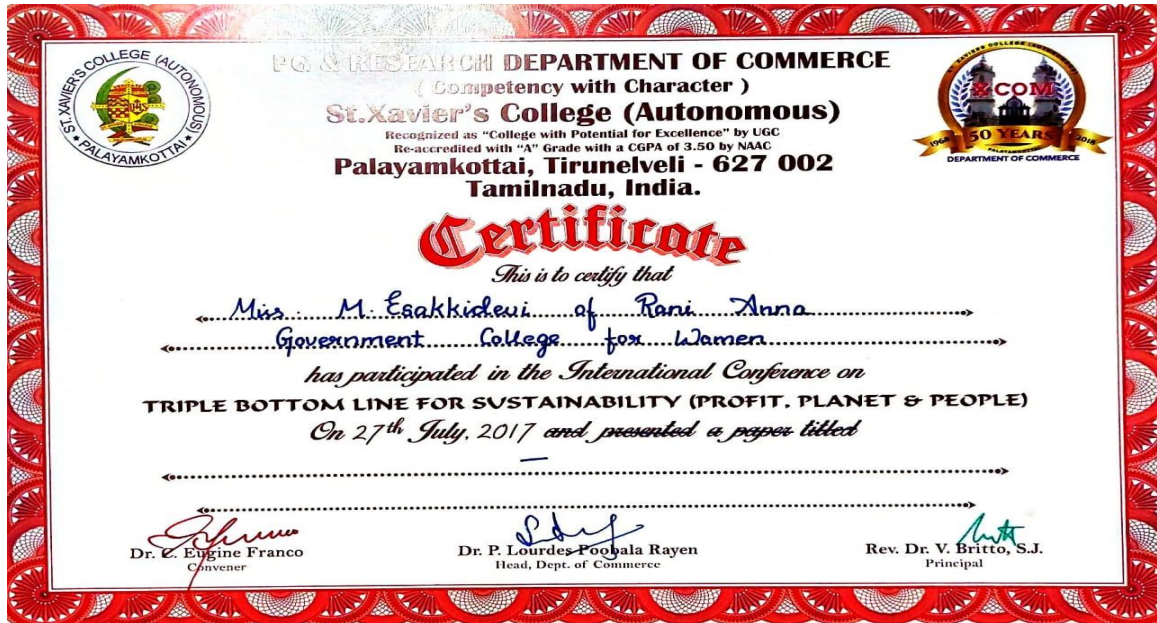 ST. XAVIER'S COLLEGE (AUTONOMOUS)
PALAYAMKOTTAI
PG & RESEARCH DEPARTMENT OF COMMERCE
( Competency with Character )
St.Xavier's College (Autonomous)
Recognized as "College with Potential for Excellence" by UGC
Re-accredited with "A" Grade with a CGPA of 3.50 by NAAC
Palayamkottai, Tirunelveli - 627 002
Tamilnadu, India.
X-COM
50 YEARS
1968 2018
PALAYAMKOTTAI
DEPARTMENT OF COMMERCE
Certificate
This is to certify that
Miss. M. Esakkidevi of Rani Anna
Government College for Women
has participated in the International Conference on
TRIPLE BOTTOM LINE FOR SUSTAINABILITY (PROFIT, PLANET & PEOPLE)
On 27th July, 2017 and presented a paper titled
Dr. C. Eugine Franco
Convener
Dr. P. Lourdes Poobala Rayen
Head, Dept. of Commerce
Rev. Dr. V. Britto, S.J.
Principal